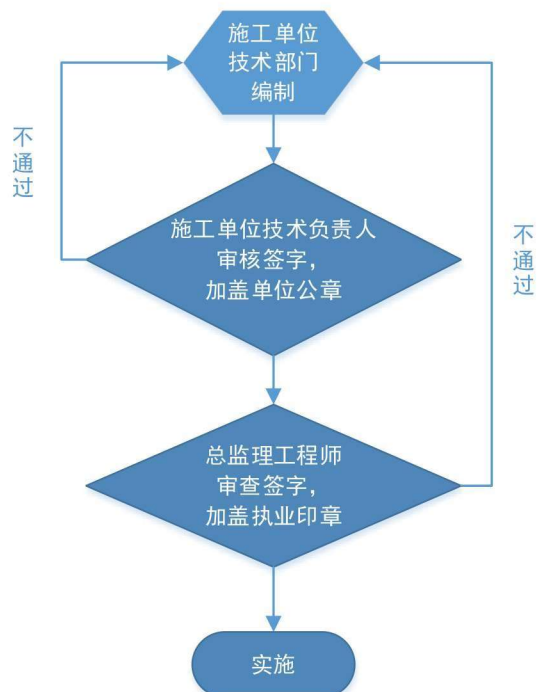 施工单位
技术部门
编制
不
通
过
施工单位技术负责人
审核签字，
加盖单位公章
不
通
过
总监理工程师
审查签字，
加盖执业印章
实施